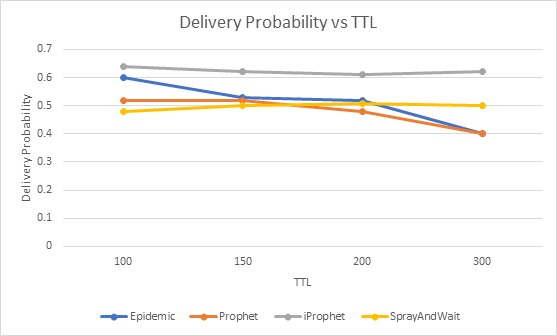 Delivery Probability vs TTL
Delivery Probability
0.7
0.6
0.5
0.4
0.3
0.2
0.1
0
100 150 200 300
TTL
Epidemic Prophet iProphet SprayAndWait